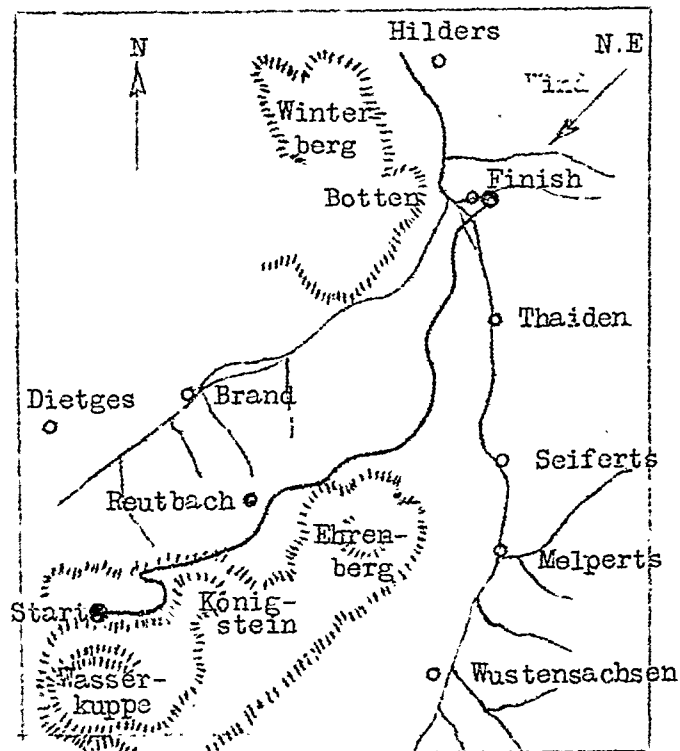 Hilders
N
N.E
Wind
Winter
berg
Finish
Botten
Thaiden
Dietges
Brand
Seiferts
Reutbach
Ehren-
berg
Melperts
Start
König-
stein
Wasser-
kuppe
Wustensachsen